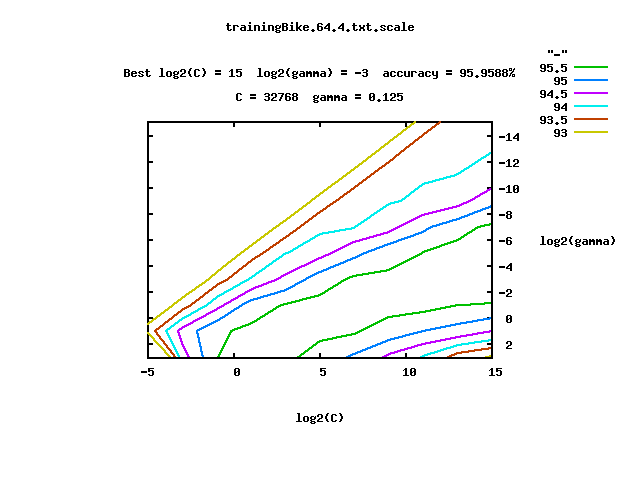 trainingBike.64.4.txt.scale
"-"
Best log2(C) = 15  log2(gamma) = -3  accuracy = 95.9588%
C = 32768  gamma = 0.125
95.5
95
94.5
94
93.5
93
-14
-12
-10
-8
-6
-4
-2
0
2
log2(gamma)
-5 0 5 10 15
log2(C)